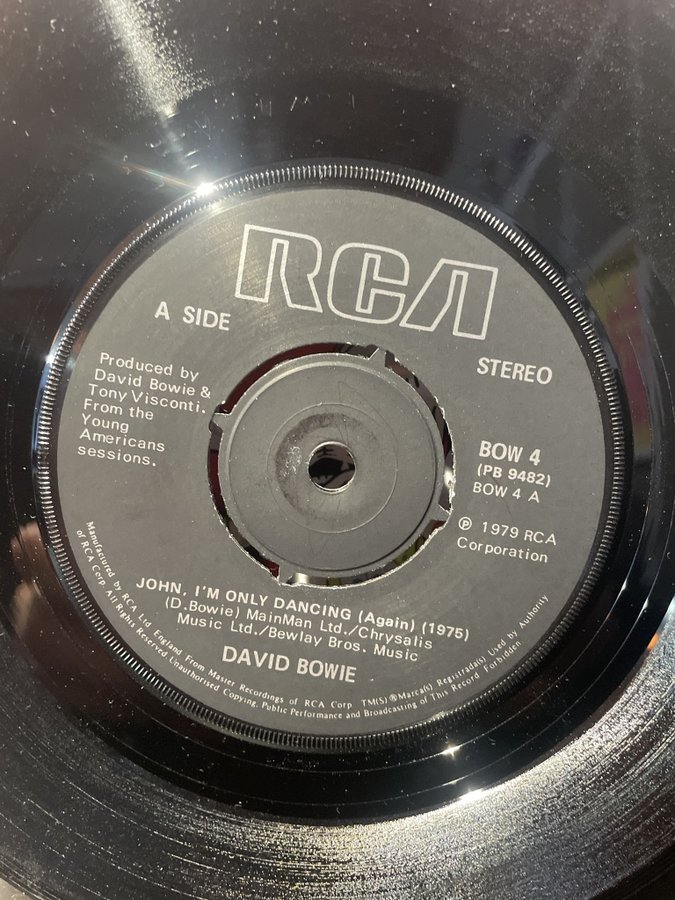 RCA
A SIDE
STEREO
Produced by
David Bowie &
Tony Visconti.
From the
Young
Americans
sessions.
BOW 4
(PB 9482)
BOW 4 A
℗ 1979 RCA
Corporation
JOHN, I'M ONLY DANCING (Again) (1975)
(D.Bowie) MainMan Ltd./Chrysalis
Music Ltd./Bewlay Bros. Music
DAVID BOWIE
Manufactured by RCA Ltd. England From Master Recordings of RCA Corp. TM(S)®Marca(s) Registrada(s) Used by Authority
of RCA Corp. All Rights Reserved Unauthorised Copying, Public Performance and Broadcasting of This Record Forbidden